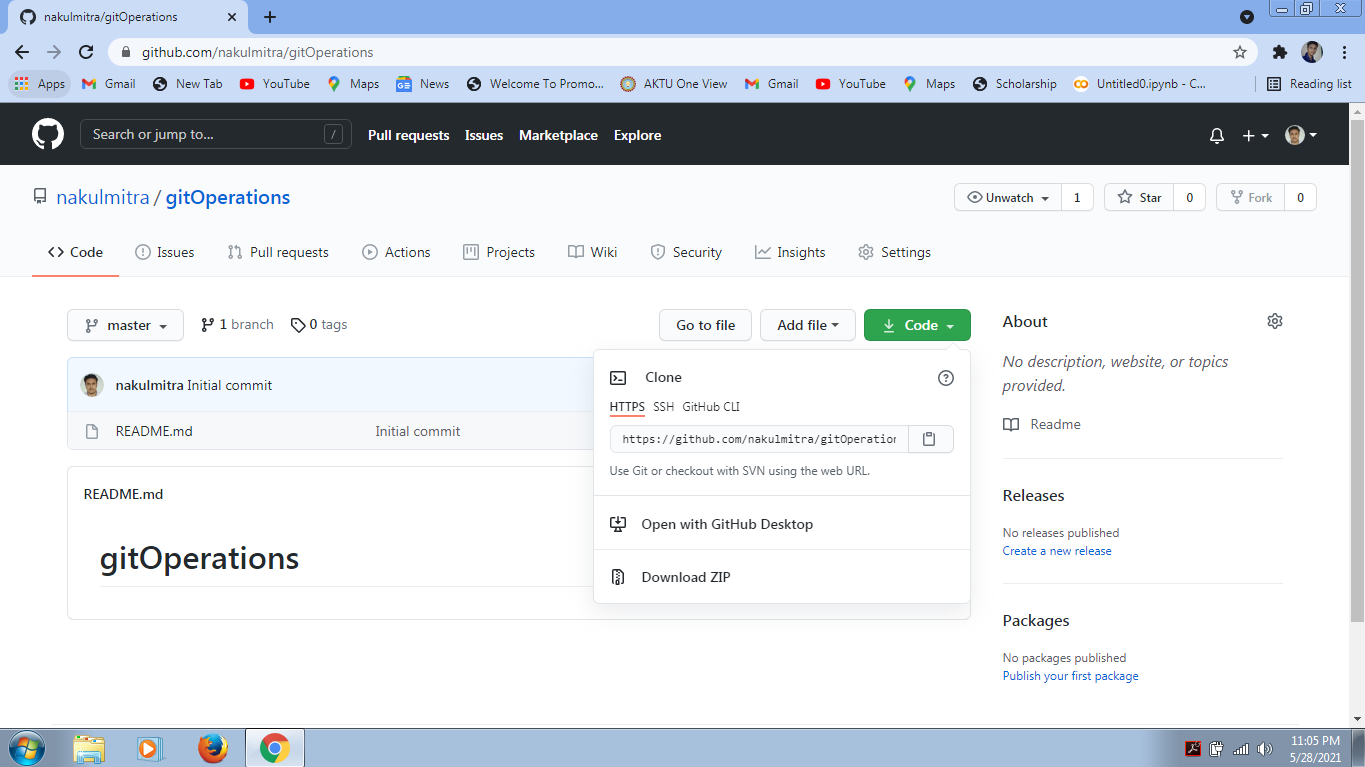 nakulmitra/gitOperations
github.com/nakulmitra/gitOperations
Apps Gmail New Tab YouTube Maps News Welcome To Promo... AKTU One View Gmail YouTube Maps Scholarship Untitled0.ipynb - C... Reading list
Search or jump to... / Pull requests Issues Marketplace Explore
nakulmitra / gitOperations Unwatch 1 Star 0 Fork 0
Code Issues Pull requests Actions Projects Wiki Security Insights Settings
master 1 branch 0 tags Go to file Add file Code
nakulmitra Initial commit
README.md Initial commit
README.md
gitOperations
Clone
HTTPS SSH GitHub CLI
https://github.com/nakulmitra/gitOperation
Use Git or checkout with SVN using the web URL.
Open with GitHub Desktop
Download ZIP
About
No description, website, or topics
provided.
Readme
Releases
No releases published
Create a new release
Packages
No packages published
Publish your first package
11:05 PM
5/28/2021